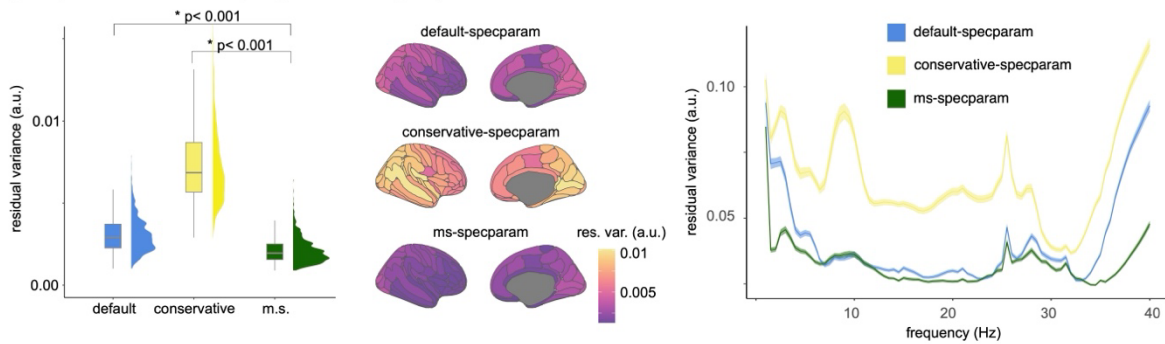 * p< 0.001
* p< 0.001
residual variance (a.u.)
0.01
0.00
default
conservative
m.s.
default-specparam
conservative-specparam
ms-specparam
res. var. (a.u.)
0.01
0.005
residual variance (a.u.)
0.10
0.05
default-specparam
conservative-specparam
ms-specparam
10
20
30
40
frequency (Hz)